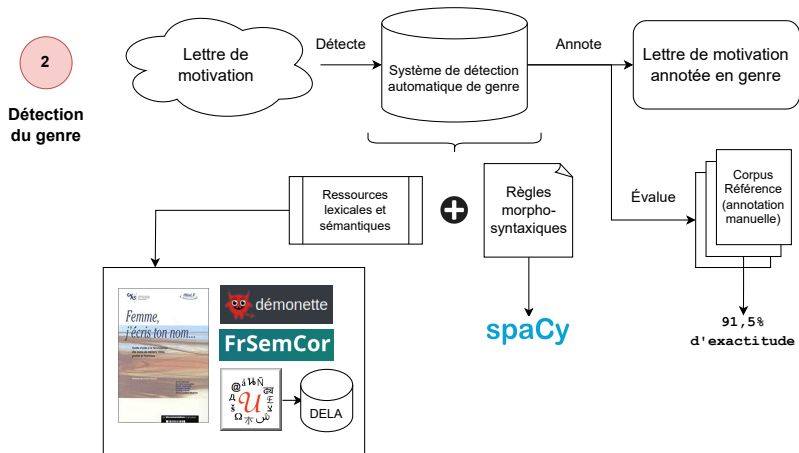 2
Détection
du genre
Lettre de
motivation
Détecte
Système de détection
automatique de genre
Annote
Lettre de motivation
annotée en genre
Ressources
lexicales et
sémantiques
Règles
morpho-
syntaxiques
Évalue
Corpus
Référence
(annotation
manuelle)
91,5%
d'exactitude
spaCy
Femme,
j'écris ton nom...
démonette
FrSemCor
U
DELA